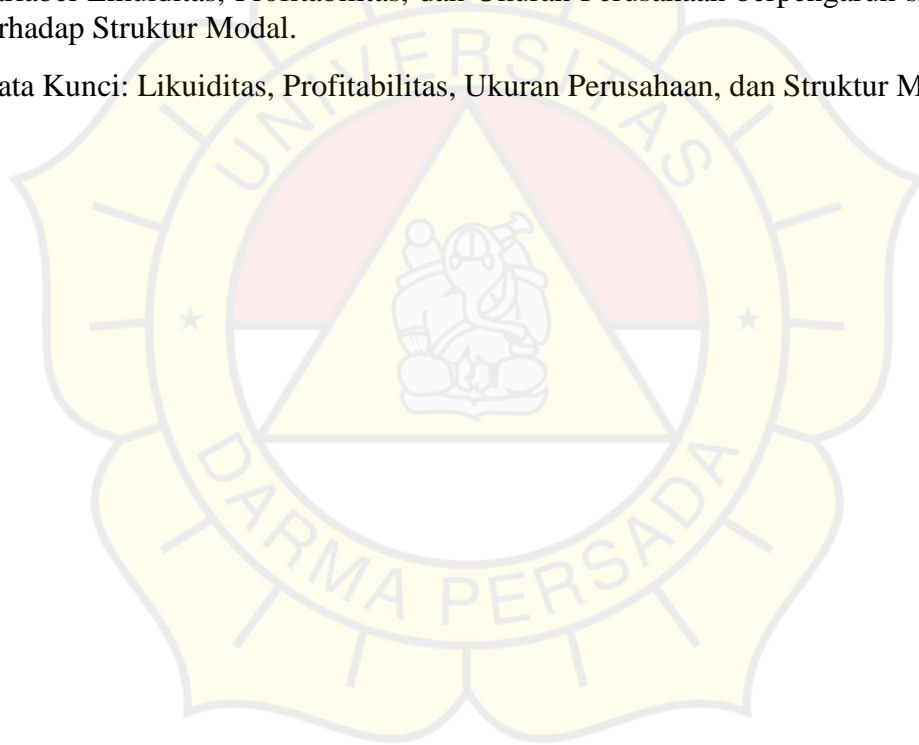 ariabel Likuiditas, Profitabilitas, dan Ukuran Perusahaan berpengaruh s
rhadap Struktur Modal.
ata Kunci: Likuiditas, Profitabilitas, Ukuran Perusahaan, dan Struktur M
UNIVERSITAS
DARMA PERSADA